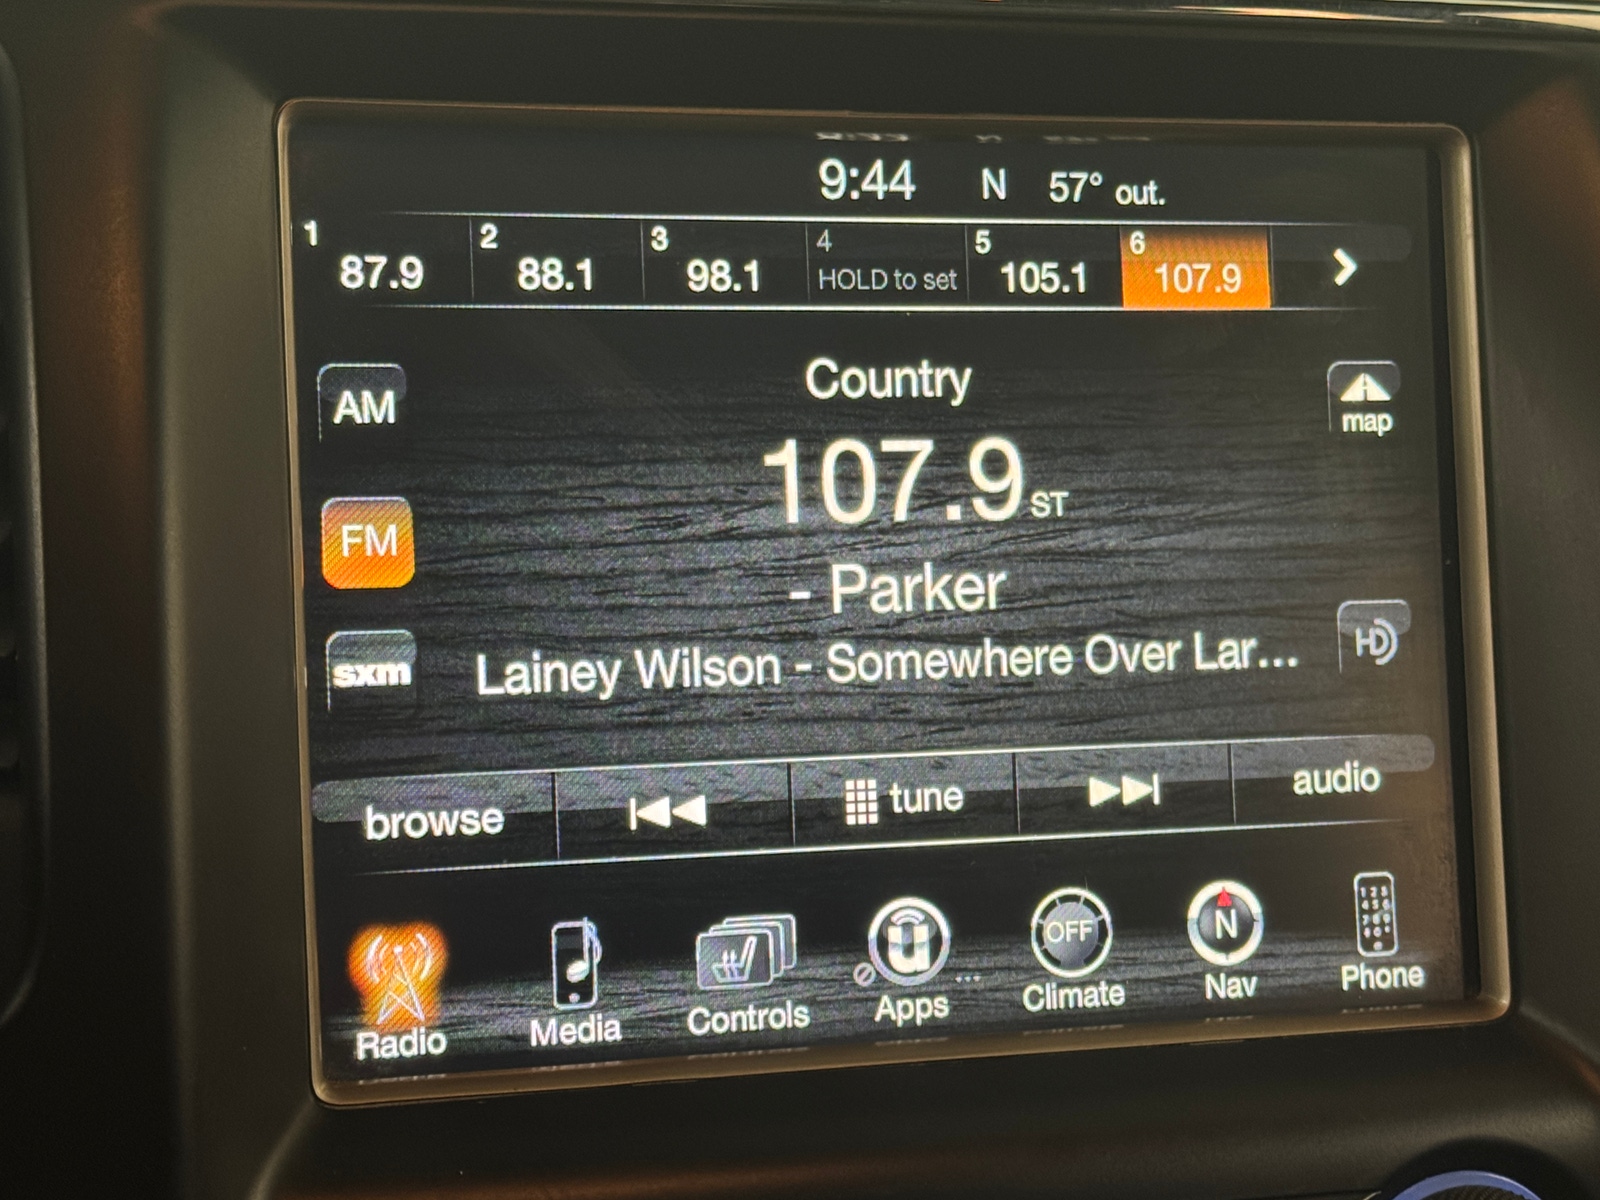 9:44 N 57° out.
1 87.9 2 88.1 3 98.1 4 HOLD to set 5 105.1 6 107.9
AM Country map
107.9 ST
FM
- Parker
sxm Lainey Wilson - Somewhere Over Lar... HD
browse tune audio
OFF N
Radio Media Controls Apps ... Climate Nav Phone